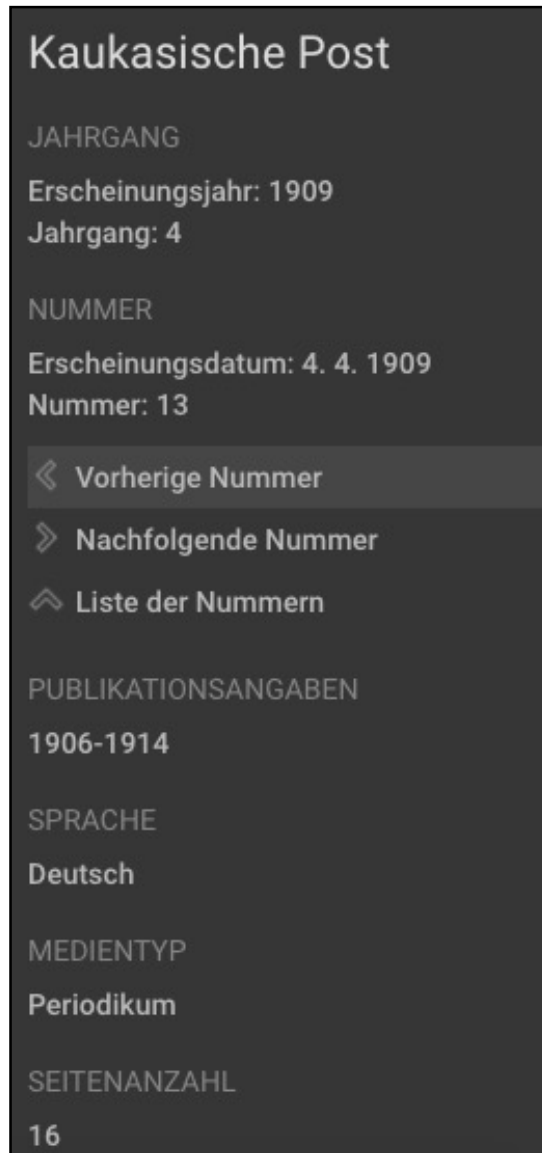 Kaukasische Post
JAHRGANG
Erscheinungsjahr: 1909
Jahrgang: 4
NUMMER
Erscheinungsdatum: 4. 4. 1909
Nummer: 13
Vorherige Nummer
Nachfolgende Nummer
Liste der Nummern
PUBLIKATIONSANGABEN
1906-1914
SPRACHE
Deutsch
MEDIENTYP
Periodikum
SEITENANZAHL
16